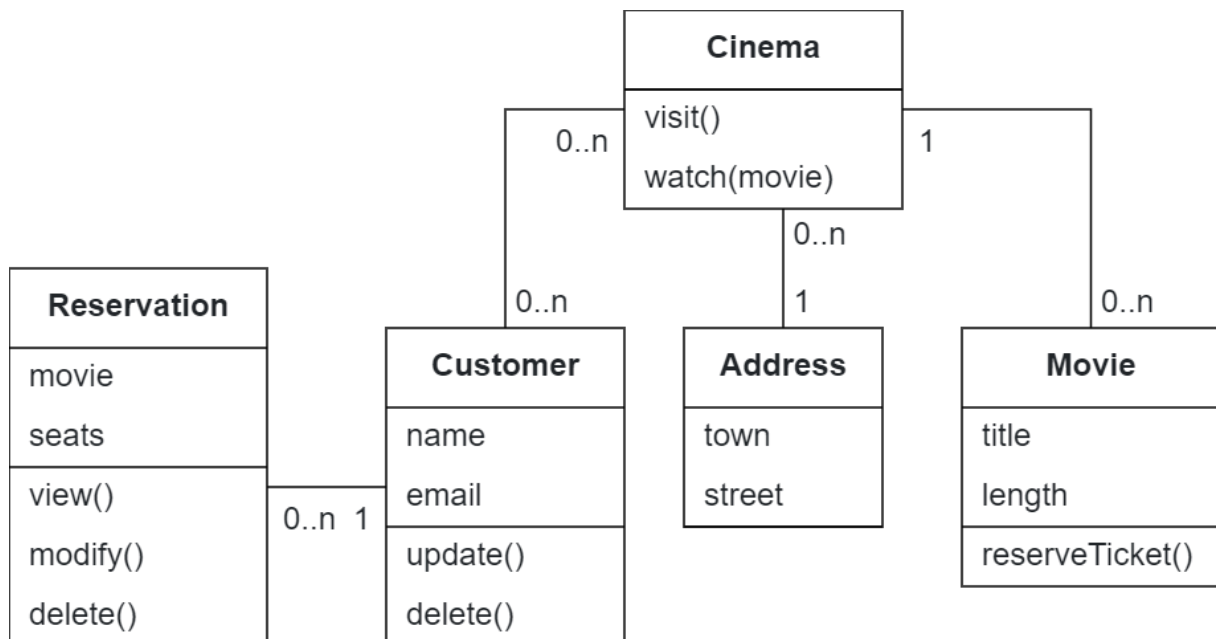 Cinema
visit()
watch(movie)
0..n
1
0..n
0..n
1
0..n
Reservation
movie
seats
view()
modify()
delete()
0..n 1
Customer
name
email
update()
delete()
Address
town
street
Movie
title
length
reserveTicket()